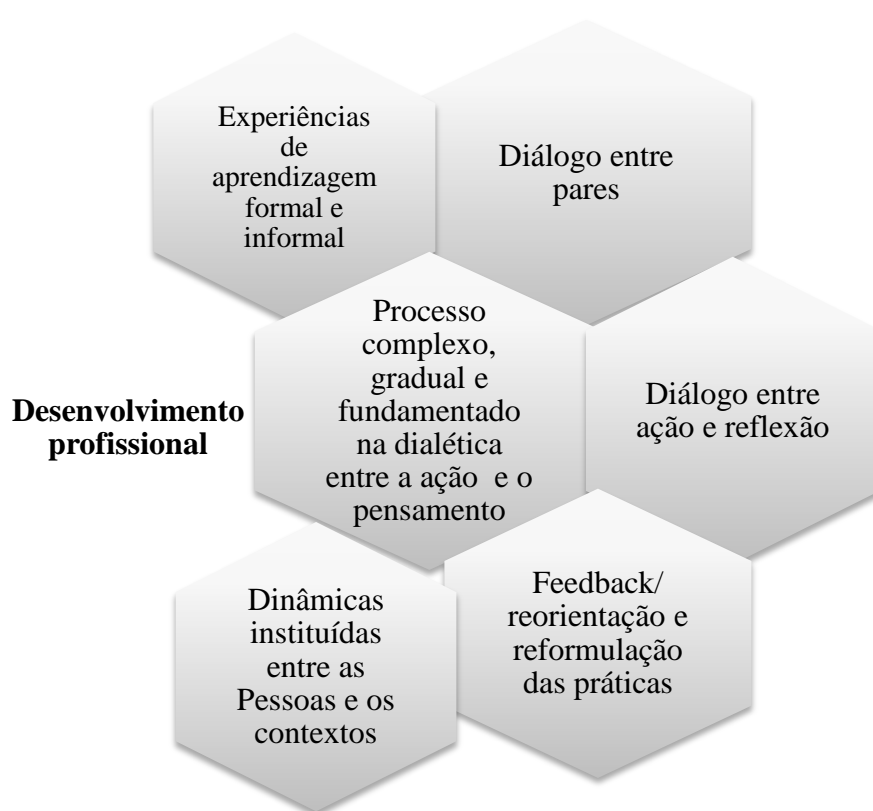 Experiências
de
aprendizagem
formal e
informal
Diálogo entre
pares
Processo
complexo,
gradual e
fundamentado
na dialética
entre a ação e o
pensamento
Desenvolvimento
profissional
Diálogo entre
ação e reflexão
Dinâmicas
instituídas
entre as
Pessoas e os
contextos
Feedback/
reorientação e
reformulação
das práticas